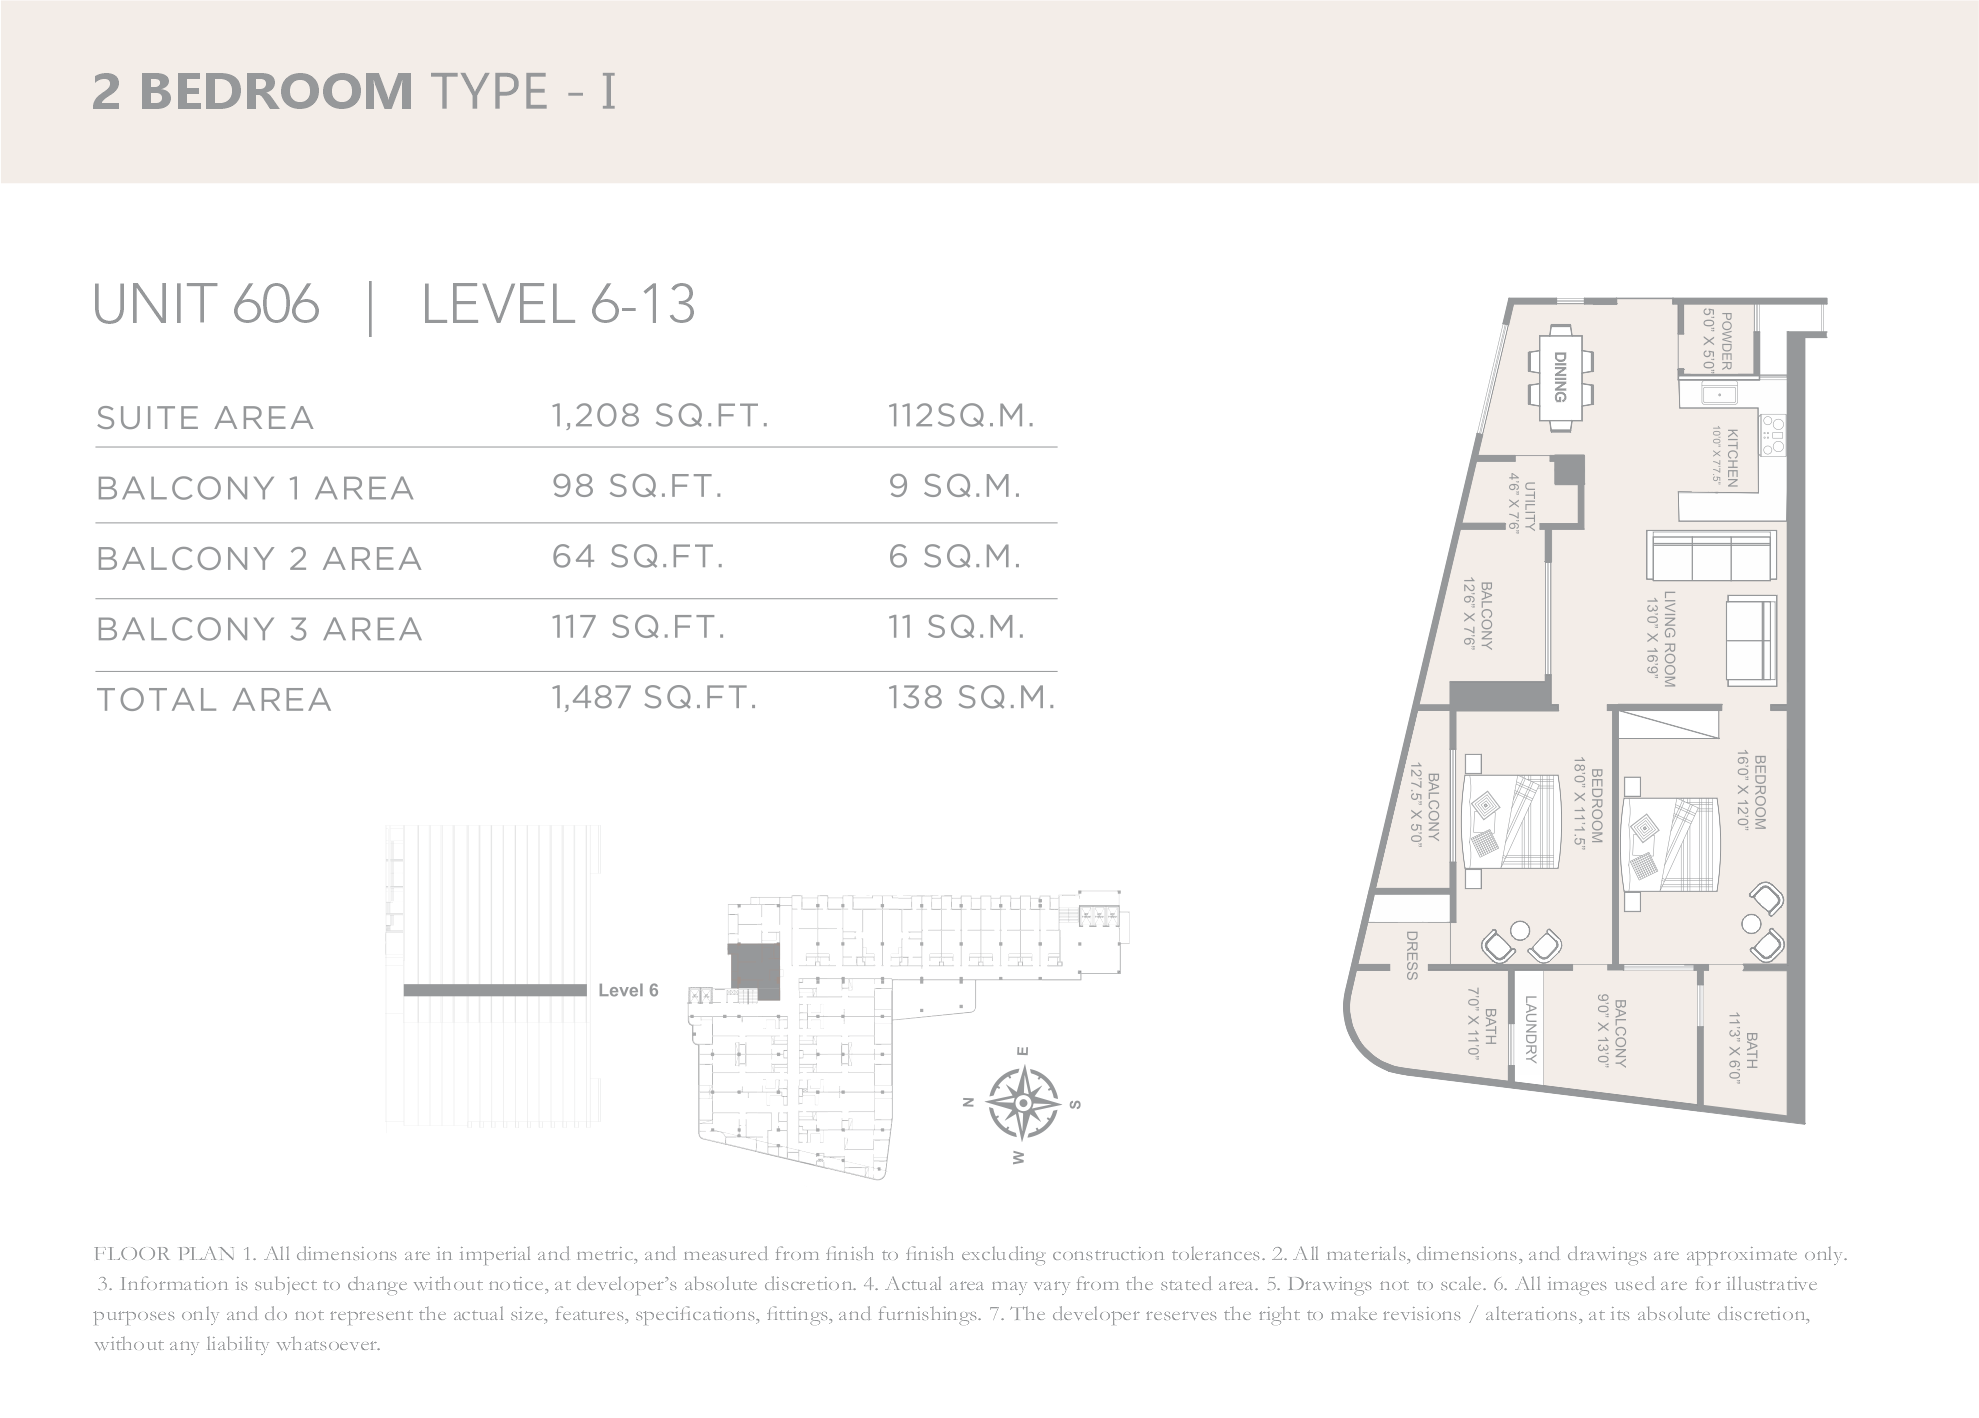 2 BEDROOM TYPE - I
UNIT 606 | LEVEL 6-13
SUITE AREA 1,208 SQ.FT. 112SQ.M.
BALCONY 1 AREA 98 SQ.FT. 9 SQ.M.
BALCONY 2 AREA 64 SQ.FT. 6 SQ.M.
BALCONY 3 AREA 117 SQ.FT. 11 SQ.M.
TOTAL AREA 1,487 SQ.FT. 138 SQ.M.
Level 6
E
N
S
W
POWDER
5'0" X 5'0"
DINING
KITCHEN
10'0" X 7'7.5"
UTILITY
4'6" X 7'6"
BALCONY
12'6" X 7'6"
LIVING ROOM
13'0" X 16'9"
BALCONY
12'7.5" X 5'0"
BEDROOM
18'0" X 11'1.5"
BEDROOM
16'0" X 12'0"
DRESS
BATH
7'0" X 11'0"
LAUNDRY
BALCONY
9'0" X 13'0"
BATH
11'3" X 6'0"
FLOOR PLAN 1. All dimensions are in imperial and metric, and measured from finish to finish excluding construction tolerances. 2. All materials, dimensions, and drawings are approximate only.
3. Information is subject to change without notice, at developer's absolute discretion. 4. Actual area may vary from the stated area. 5. Drawings not to scale. 6. All images used are for illustrative
purposes only and do not represent the actual size, features, specifications, fittings, and furnishings. 7. The developer reserves the right to make revisions / alterations, at its absolute discretion,
without any liability whatsoever.